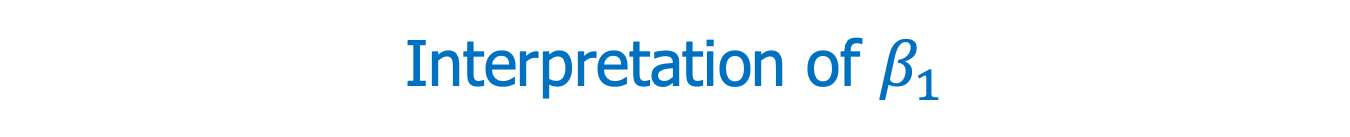 Interpretation of β₁